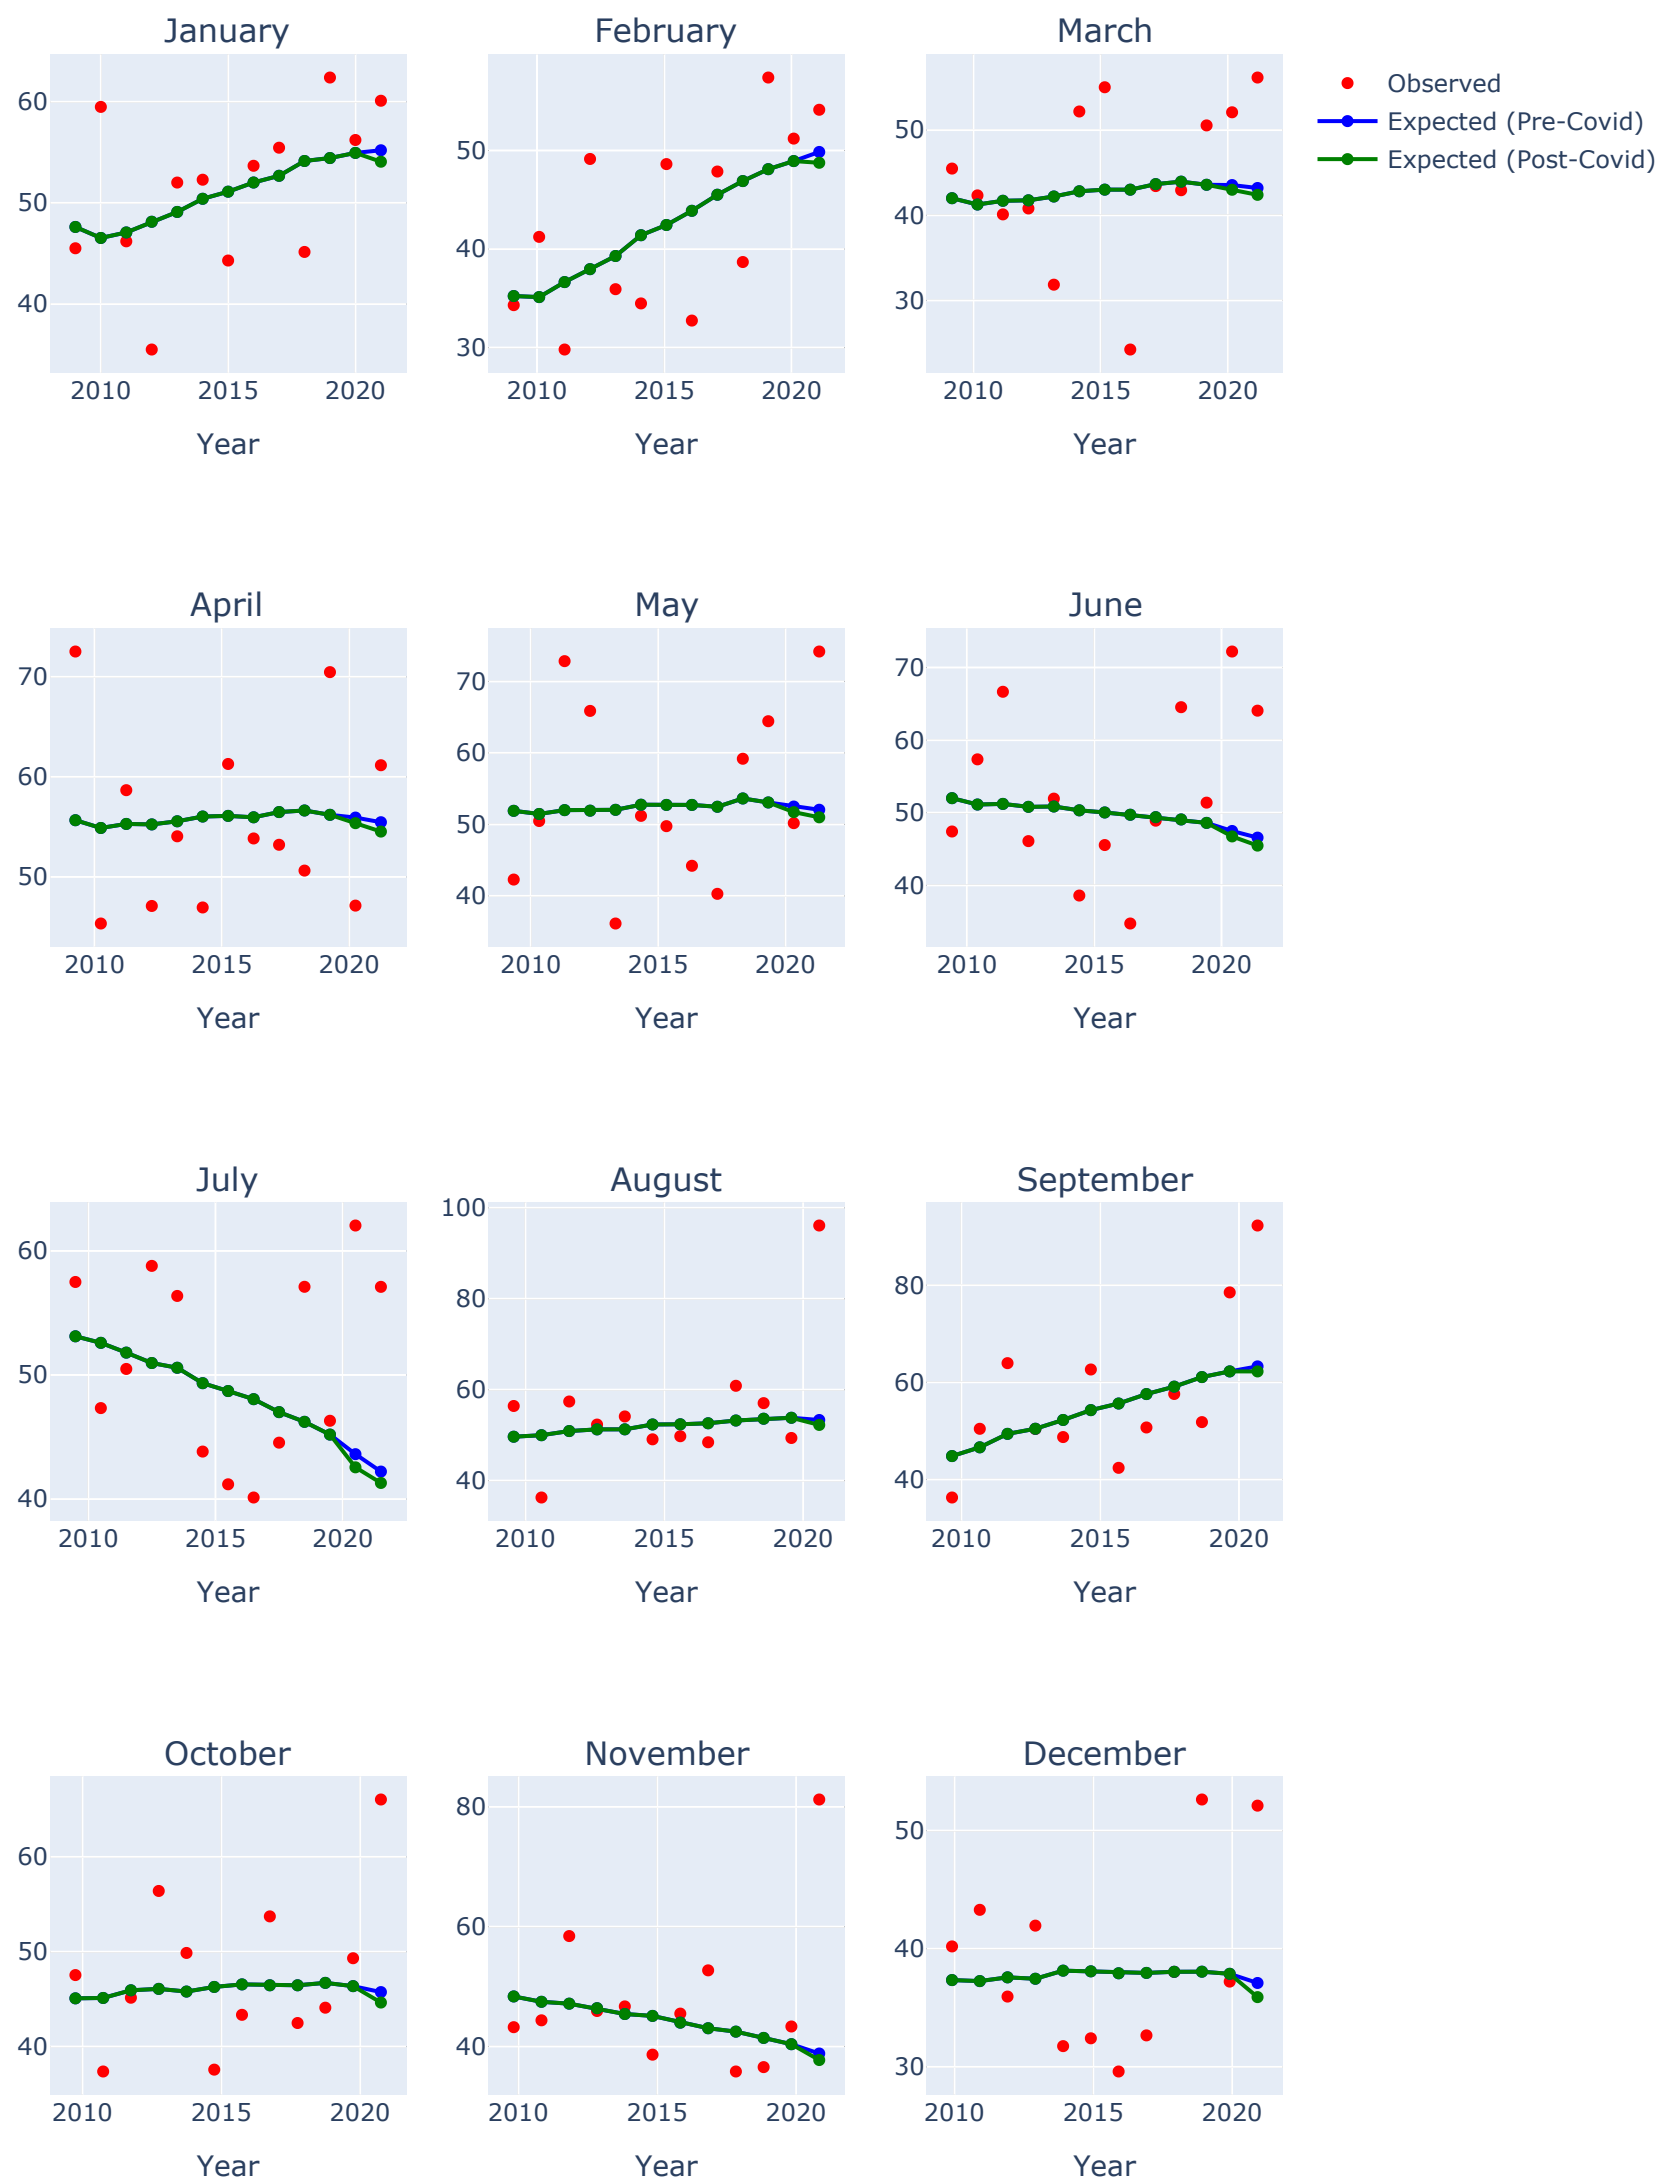 January
February
March
60
50
40
50
40
30
50
40
30
Observed
Expected (Pre-Covid)
Expected (Post-Covid)
2010 2015 2020
2010 2015 2020
2010 2015 2020
Year
Year
Year
April
May
June
70
60
50
70
60
50
40
70
60
50
40
2010 2015 2020
2010 2015 2020
2010 2015 2020
Year
Year
Year
July
August
September
60
50
40
100
80
60
40
80
60
40
2010 2015 2020
2010 2015 2020
2010 2015 2020
Year
Year
Year
October
November
December
60
50
40
80
60
40
50
40
30
2010 2015 2020
2010 2015 2020
2010 2015 2020
Year
Year
Year